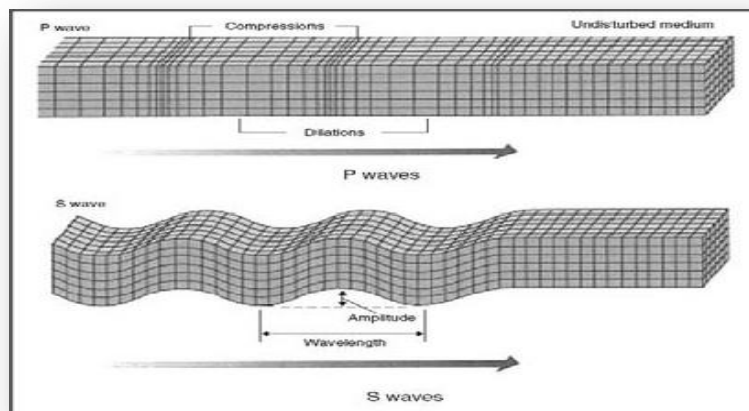 P wave Compressions Undisturbed medium
Dilations
P waves
S wave
Amplitude
Wavelength
S waves